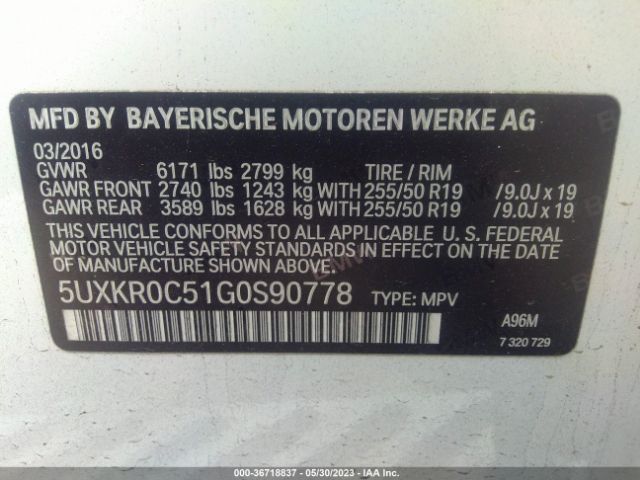 MFD BY BAYERISCHE MOTOREN WERKE AG
03/2016
GVWR 6171 lbs 2799 kg TIRE / RIM
GAWR FRONT 2740 lbs 1243 kg WITH 255/50 R19 / 9.0J x 19
GAWR REAR 3589 lbs 1628 kg WITH 255/50 R19 / 9.0J x 19
THIS VEHICLE CONFORMS TO ALL APPLICABLE U. S. FEDERAL
MOTOR VEHICLE SAFETY STANDARDS IN EFFECT ON THE DATE
OF MANUFACTURE SHOWN ABOVE.
5UXKR0C51G0S90778 TYPE: MPV
A96M
7 320 729
000-36718837 - 05/30/2023 - IAA Inc.